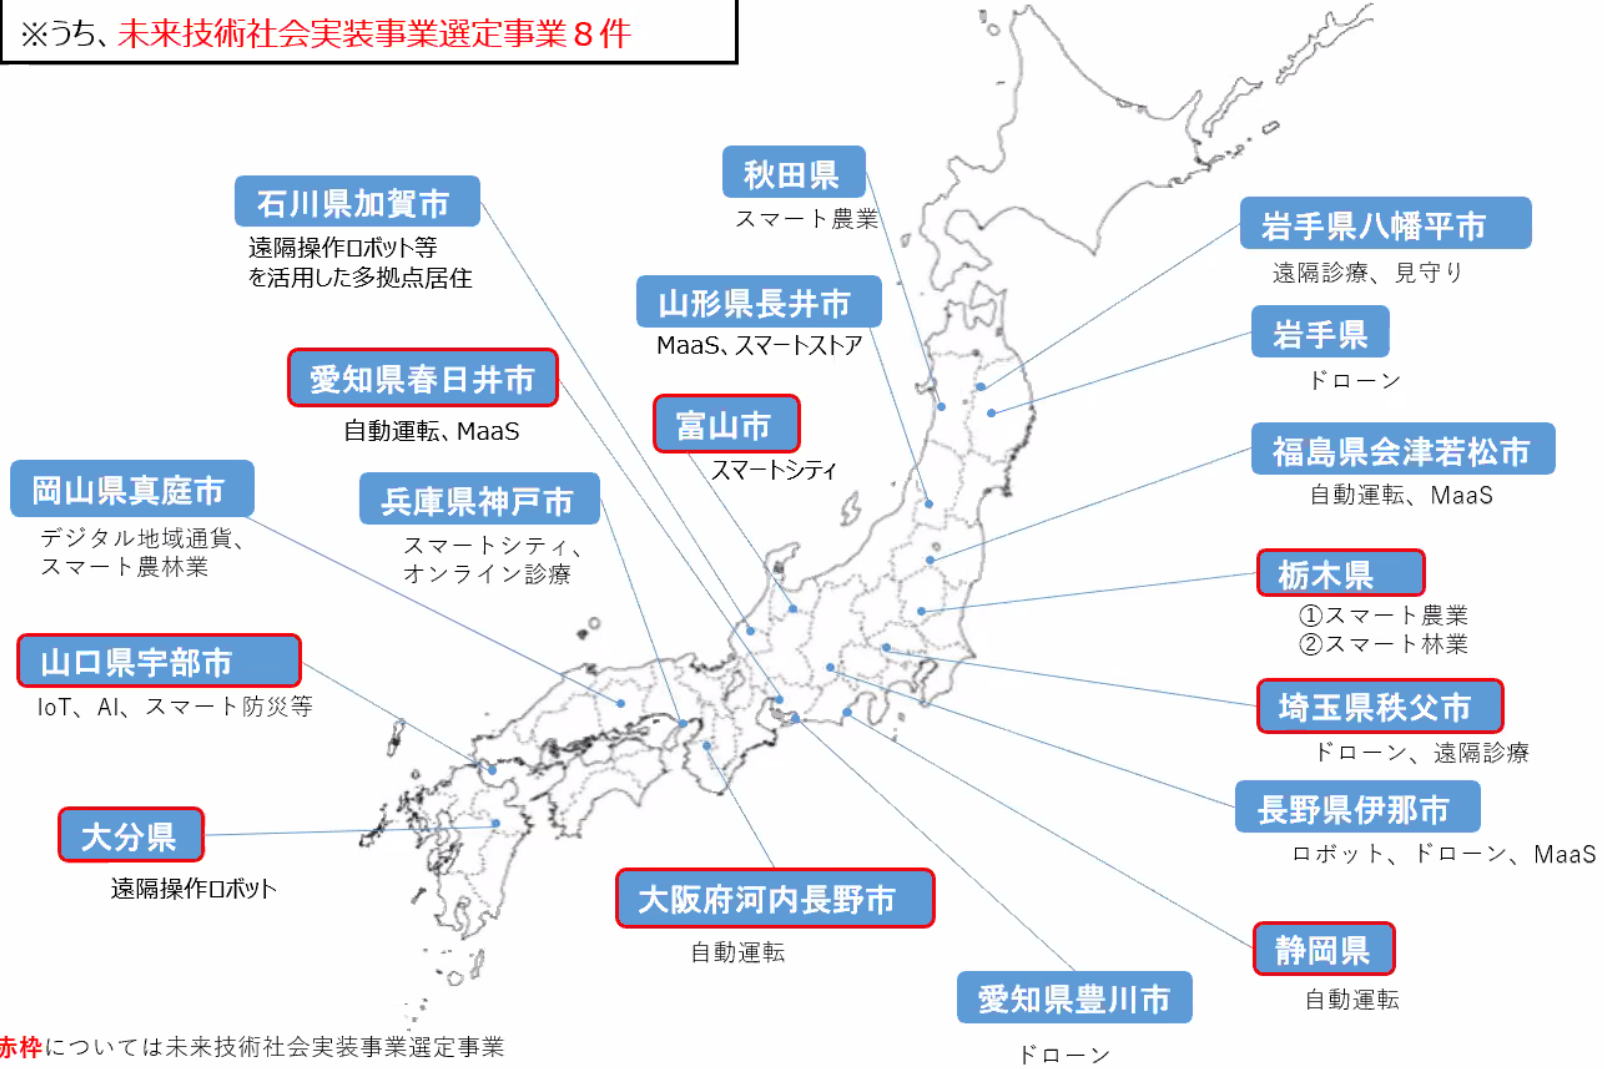 ※うち、未来技術社会実装事業選定事業８件
秋田県
スマート農業
石川県加賀市
遠隔操作ロボット等
を活用した多拠点居住
岩手県八幡平市
遠隔診療、見守り
山形県長井市
MaaS、スマートストア
岩手県
ドローン
愛知県春日井市
自動運転、MaaS
富山市
スマートシティ
福島県会津若松市
自動運転、MaaS
岡山県真庭市
デジタル地域通貨、
スマート農林業
兵庫県神戸市
スマートシティ、
オンライン診療
栃木県
①スマート農業
②スマート林業
山口県宇部市
IoT、AI、スマート防災等
埼玉県秩父市
ドローン、遠隔診療
長野県伊那市
ロボット、ドローン、MaaS
大分県
遠隔操作ロボット
大阪府河内長野市
自動運転
静岡県
自動運転
愛知県豊川市
ドローン
赤枠については未来技術社会実装事業選定事業